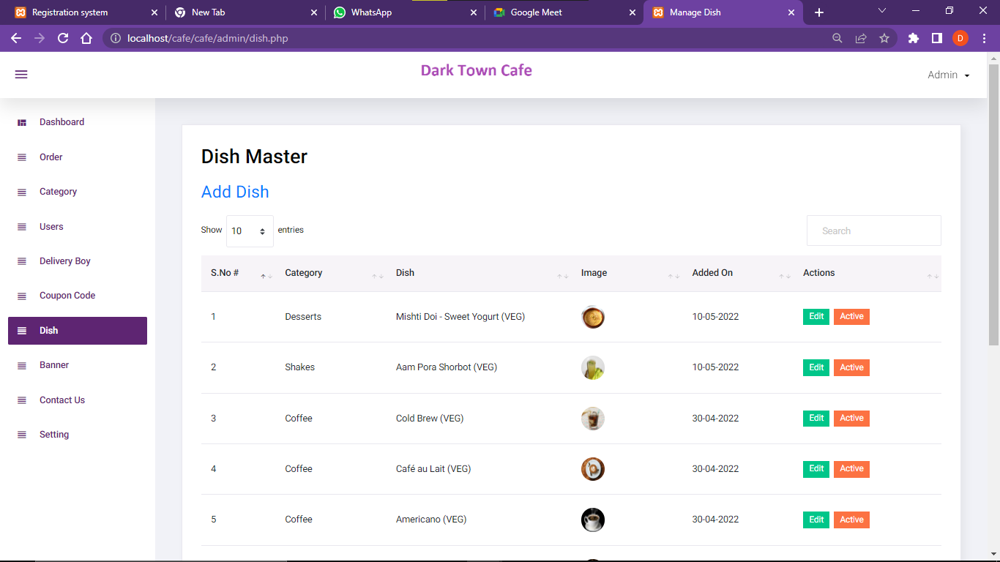 Registration system
New Tab
WhatsApp
Google Meet
Manage Dish
localhost/cafe/cafe/admin/dish.php
D
Dark Town Cafe
Admin
Dashboard
Order
Category
Users
Delivery Boy
Coupon Code
Dish
Banner
Contact Us
Setting
Dish Master
Add Dish
Show 10 entries
Search
S.No # Category Dish Image Added On Actions
1 Desserts Mishti Doi - Sweet Yogurt (VEG) 10-05-2022 Edit Active
2 Shakes Aam Pora Shorbot (VEG) 10-05-2022 Edit Active
3 Coffee Cold Brew (VEG) 30-04-2022 Edit Active
4 Coffee Café au Lait (VEG) 30-04-2022 Edit Active
5 Coffee Americano (VEG) 30-04-2022 Edit Active